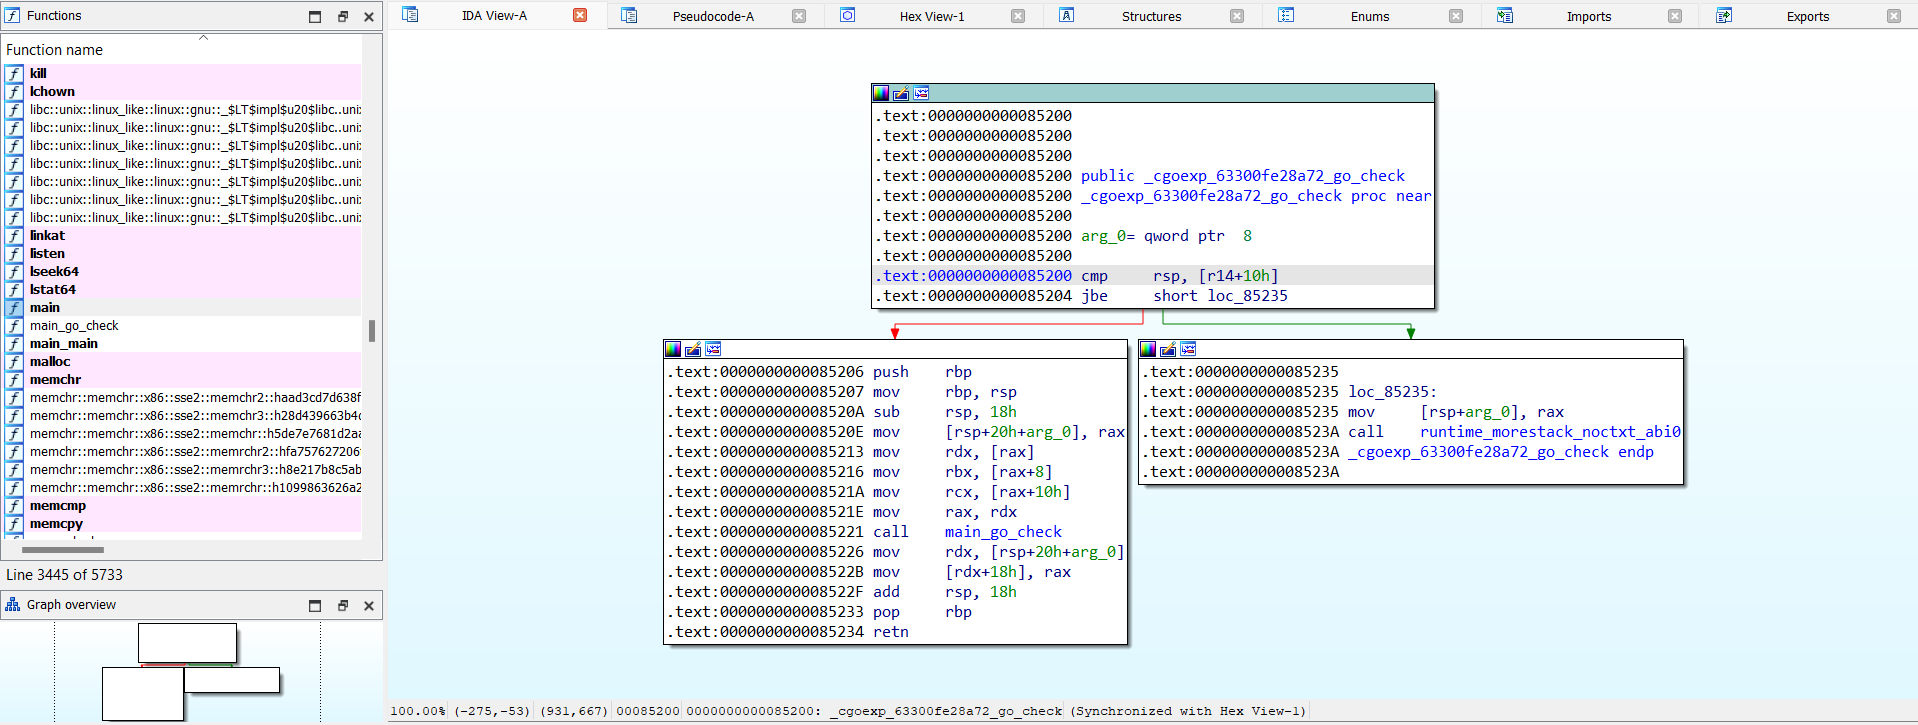 Functions
IDA View-A
Pseudocode-A
Hex View-1
Structures
Enums
Imports
Exports
Function name
kill
lchown
libc::unix::linux_like::linux::gnu::_$LT$impl$u20$libc..unix
libc::unix::linux_like::linux::gnu::_$LT$impl$u20$libc..unix
libc::unix::linux_like::linux::gnu::_$LT$impl$u20$libc..unix
libc::unix::linux_like::linux::gnu::_$LT$impl$u20$libc..unix
libc::unix::linux_like::linux::gnu::_$LT$impl$u20$libc..unix
libc::unix::linux_like::linux::gnu::_$LT$impl$u20$libc..unix
libc::unix::linux_like::linux::gnu::_$LT$impl$u20$libc..unix
linkat
listen
lseek64
lstat64
main
main_go_check
main_main
malloc
memchr
memchr::memchr::x86::sse2::memchr2::haad3cd7d638f
memchr::memchr::x86::sse2::memchr3::h28d439663b4c
memchr::memchr::x86::sse2::memchr::h5de7e7681d2aa
memchr::memchr::x86::sse2::memrchr2::hfa757627206
memchr::memchr::x86::sse2::memrchr3::h8e217b8c5ab
memchr::memchr::x86::sse2::memrchr::h1099863626a2
memcmp
memcpy
Line 3445 of 5733
Graph overview
.text:0000000000085200
.text:0000000000085200
.text:0000000000085200
.text:0000000000085200 public _cgoexp_63300fe28a72_go_check
.text:0000000000085200 _cgoexp_63300fe28a72_go_check proc near
.text:0000000000085200
.text:0000000000085200 arg_0= qword ptr  8
.text:0000000000085200
.text:0000000000085200 cmp     rsp, [r14+10h]
.text:0000000000085204 jbe     short loc_85235
.text:0000000000085206 push    rbp
.text:0000000000085207 mov     rbp, rsp
.text:000000000008520A sub     rsp, 18h
.text:000000000008520E mov     [rsp+20h+arg_0], rax
.text:0000000000085213 mov     rdx, [rax]
.text:0000000000085216 mov     rbx, [rax+8]
.text:000000000008521A mov     rcx, [rax+10h]
.text:000000000008521E mov     rax, rdx
.text:0000000000085221 call    main_go_check
.text:0000000000085226 mov     rdx, [rsp+20h+arg_0]
.text:000000000008522B mov     [rdx+18h], rax
.text:000000000008522F add     rsp, 18h
.text:0000000000085233 pop     rbp
.text:0000000000085234 retn
.text:0000000000085235
.text:0000000000085235 loc_85235:
.text:0000000000085235 mov     [rsp+arg_0], rax
.text:000000000008523A call    runtime_morestack_noctxt_abi0
.text:000000000008523A _cgoexp_63300fe28a72_go_check endp
.text:000000000008523A
100.00% (-275,-53) (931,667) 00085200 0000000000085200: _cgoexp_63300fe28a72_go_check (Synchronized with Hex View-1)